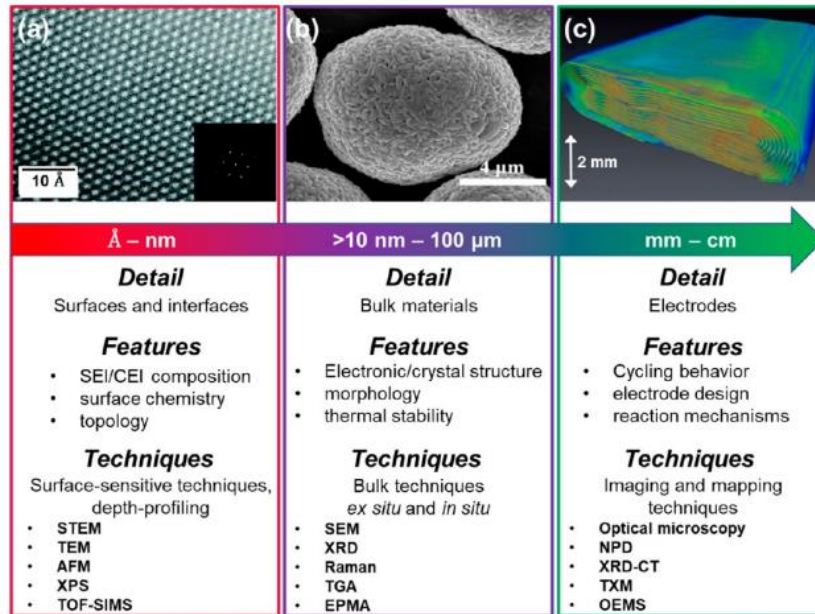 (a)
10 Å
(b)
4 µm
(c)
2 mm
Å – nm
>10 nm – 100 µm
mm – cm
Detail
Surfaces and interfaces
Features
• SEI/CEI composition
• surface chemistry
• topology
Techniques
Surface-sensitive techniques,
depth-profiling
• STEM
• TEM
• AFM
• XPS
• TOF-SIMS
Detail
Bulk materials
Features
• Electronic/crystal structure
• morphology
• thermal stability
Techniques
Bulk techniques
ex situ and in situ
• SEM
• XRD
• Raman
• TGA
• EPMA
Detail
Electrodes
Features
• Cycling behavior
• electrode design
• reaction mechanisms
Techniques
Imaging and mapping
techniques
• Optical microscopy
• NPD
• XRD-CT
• TXM
• OEMS